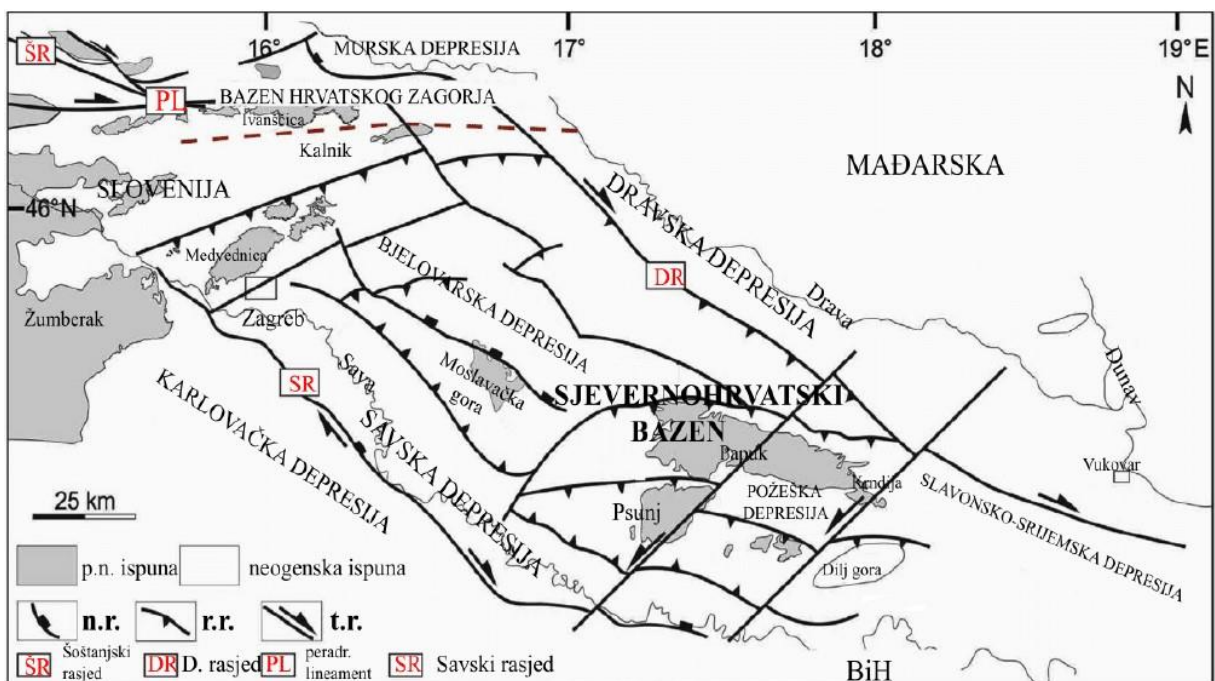 16° 17° 18° 19°E
ŠR
MURSKA DEPRESIJA
N
PL
BAZEN HRVATSKOG ZAGORJA
Ivanščica
Kalnik
MAĐARSKA
SLOVENIJA
46°N
DRAVSKA DEPRESIJA
Medvednica
BJELOVARSKA DEPRESIJA
DR
Drava
Žumberak
Zagreb
Dunav
Sava
Moslavačka
gora
SR
SJEVERNOHRVATSKI
BAZEN
KARLOVAČKA DEPRESIJA
SAVSKA DEPRESIJA
Papuk
Vukovar
Krndija
SLAVONSKO-SRIJEMSKA DEPRESIJA
25 km
Psunj
POŽEŠKA
DEPRESIJA
Dilj gora
p.n. ispuna
neogenska ispuna
n.r.
r.r.
t.r.
ŠR Šoštanjski
rasjed
DR D. rasjed
PL peradr.
lineament
SR Savski rasjed
BiH